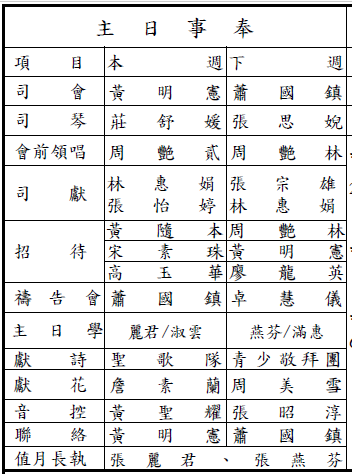 主日事奉
項目 本週 下週
司會 黃明憲 蕭國鎮
司琴 莊舒媛 張思婗
會前領唱 周艷貳 周艷林
司獻 林惠娟 張宗雄
張怡婷 林惠娟
招待 黃隨本 周艷林
宋素珠 黃明憲
高玉華 廖龍英
禱告會 蕭國鎮 卓慧儀
主日學 麗君/淑雲 燕芬/滿惠
獻詩 聖歌隊 青少敬拜團
獻花 詹素蘭 周美雪
音控 黃聖耀 張昭淳
聯絡 黃明憲 蕭國鎮
值月長執 張麗君、張燕芬